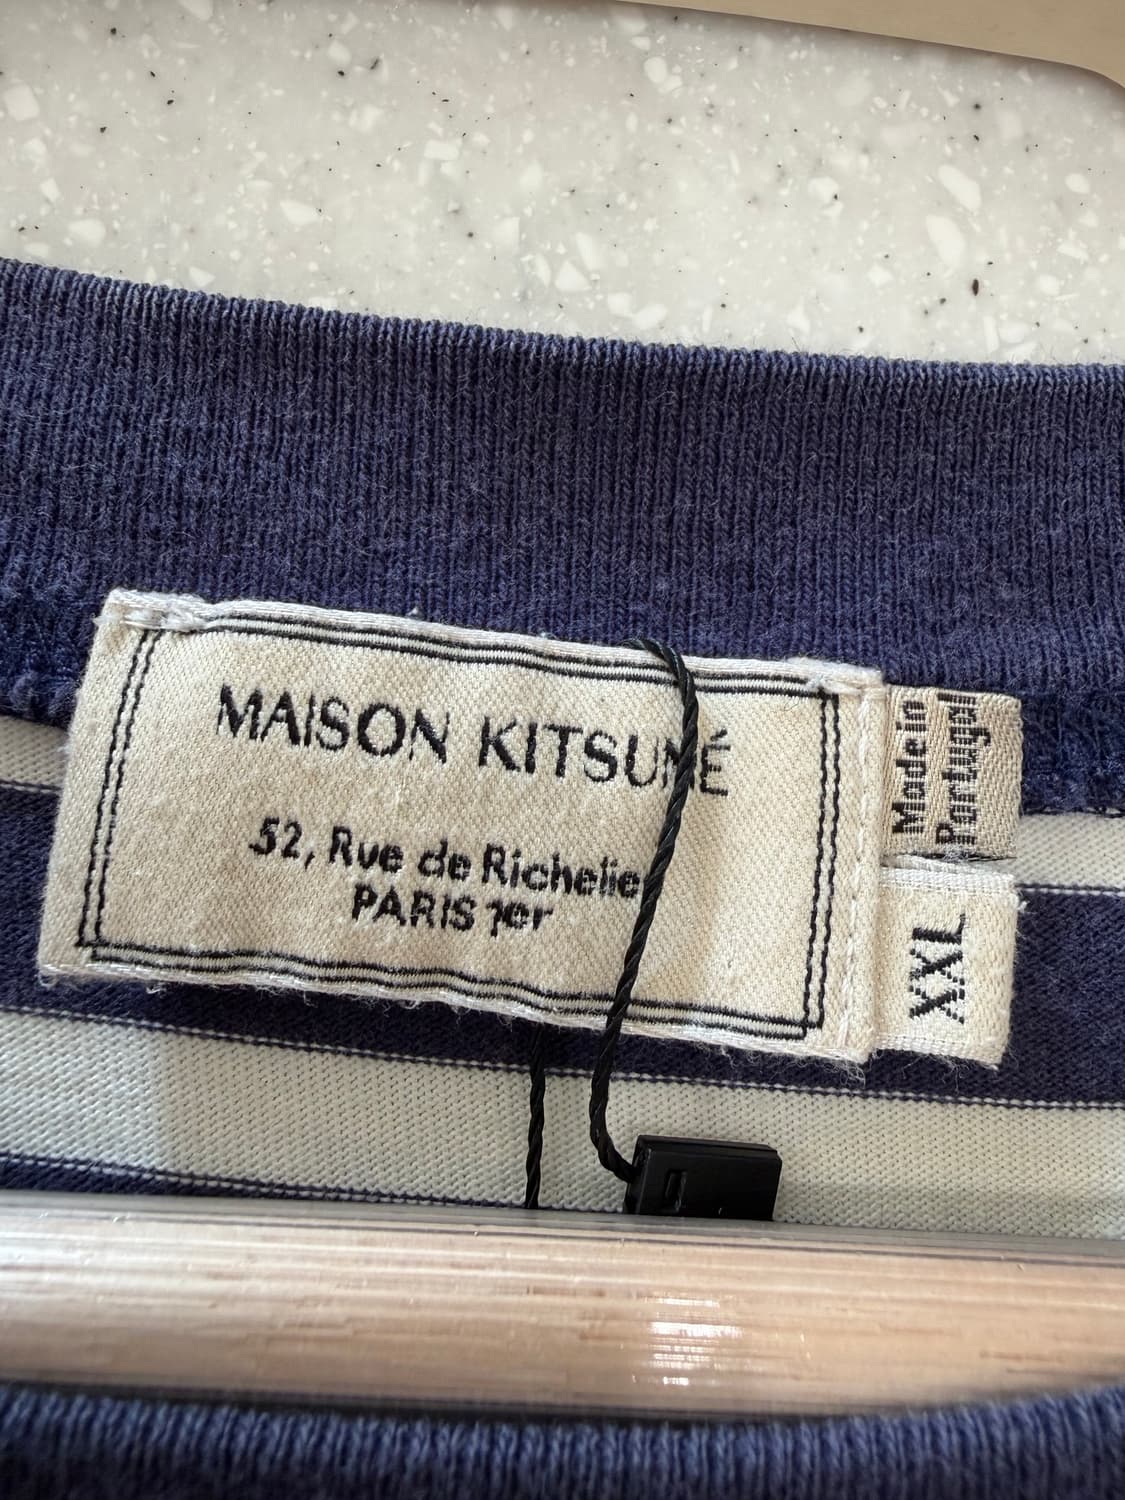 MAISON KITSUNÉ
52, Rue de Richelie
PARIS 1er
Made in
Portugal
XXL